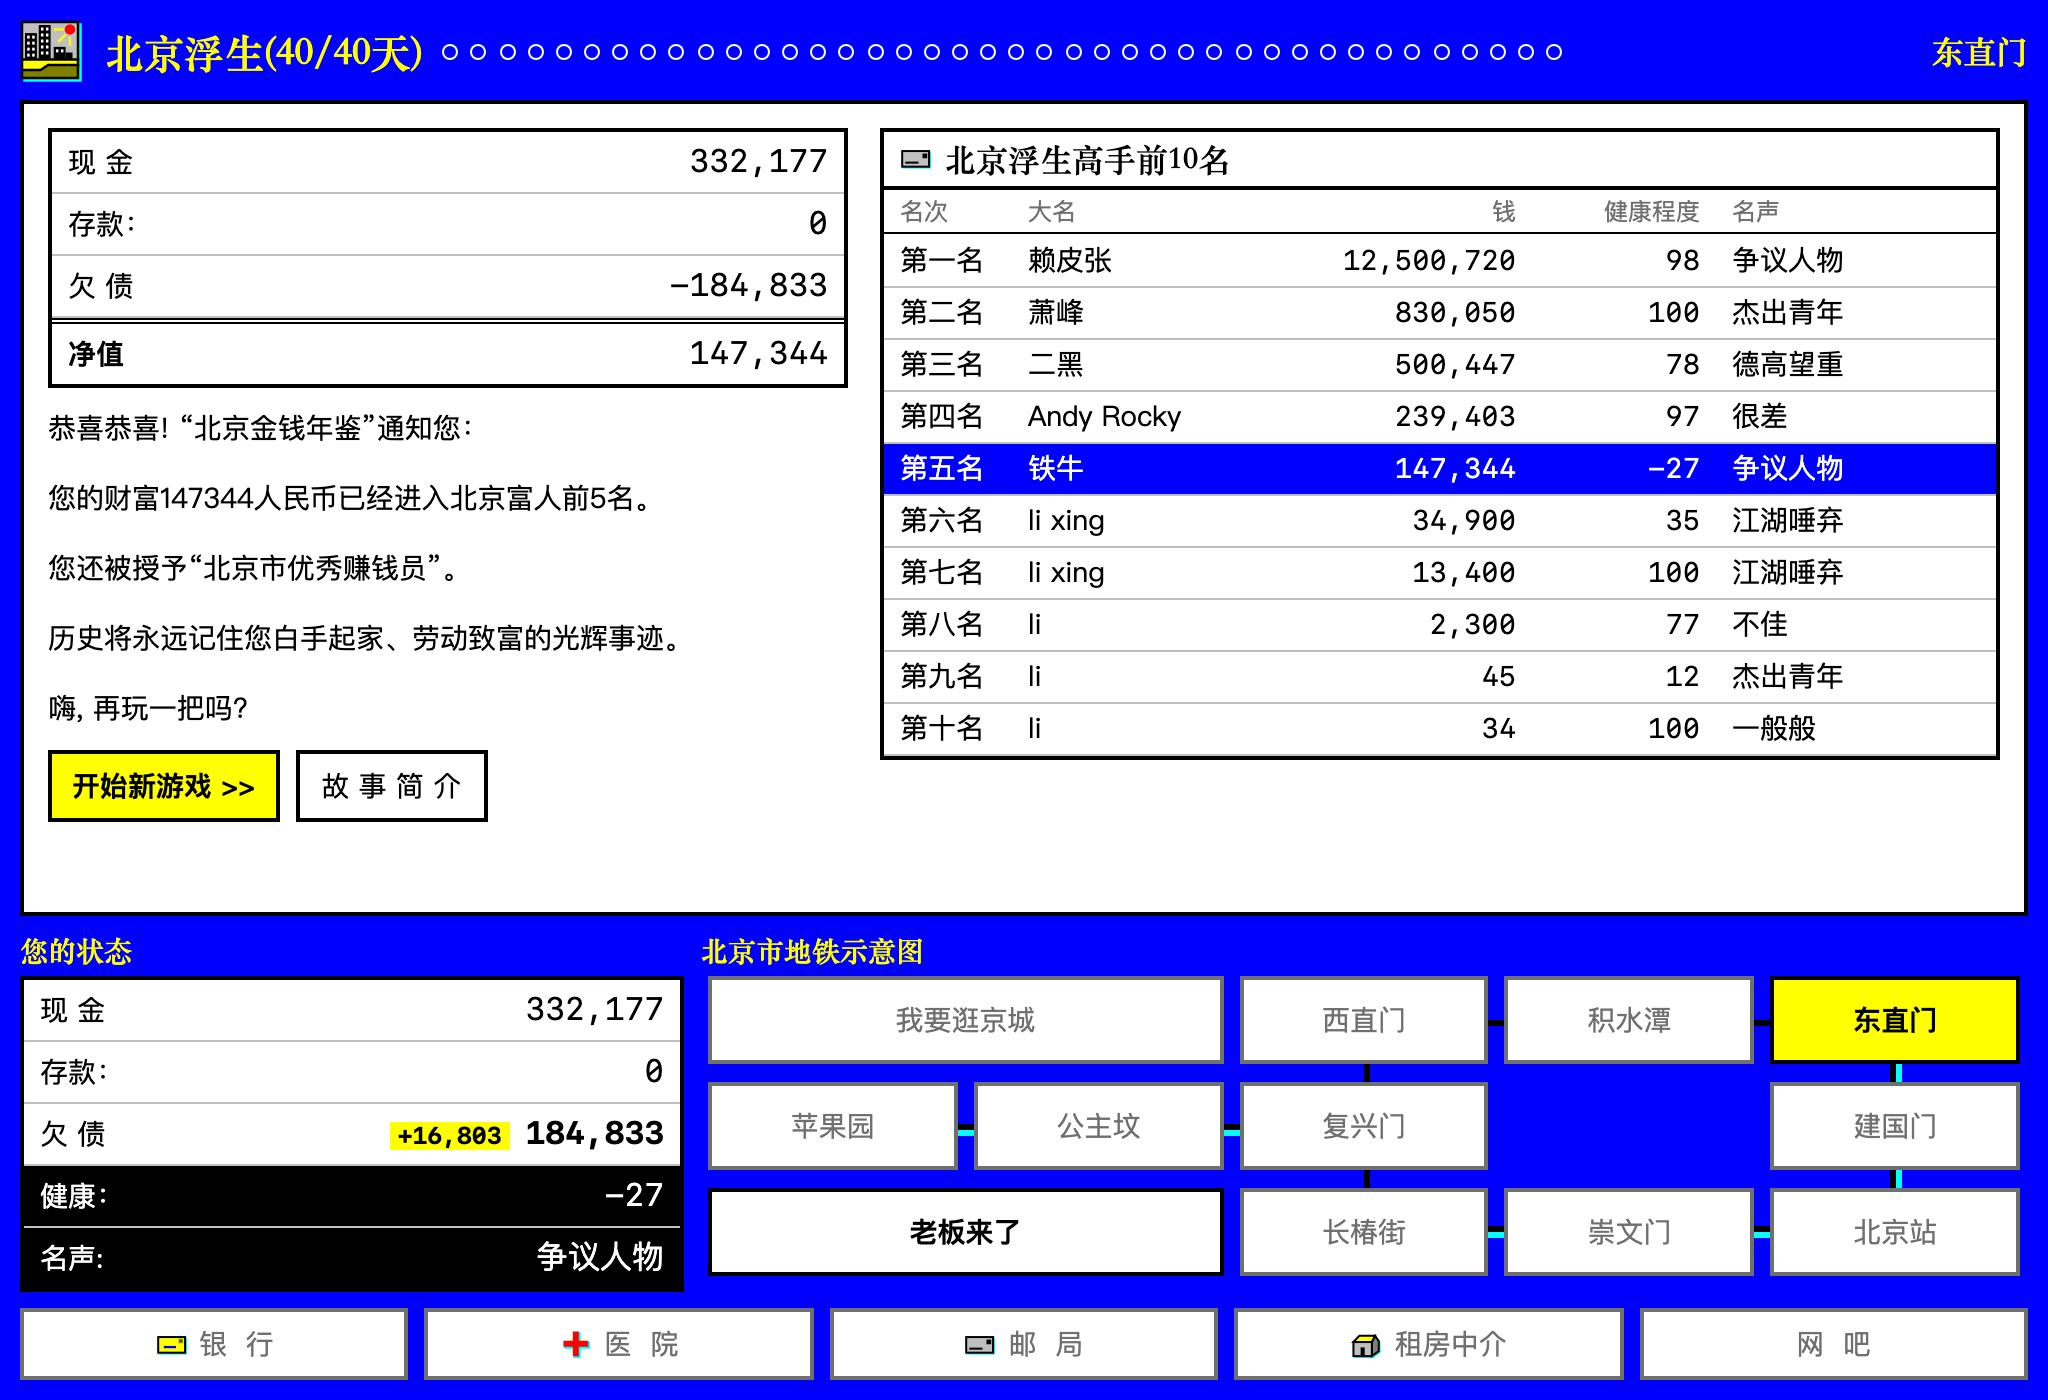 北京浮生(40/40天)
东直门
现 金 332,177
存款： 0
欠 债 −184,833
净值 147,344
恭喜恭喜! “北京金钱年鉴”通知您：
您的财富147344人民币已经进入北京富人前5名。
您还被授予“北京市优秀赚钱员”。
历史将永远记住您白手起家、劳动致富的光辉事迹。
嗨, 再玩一把吗?
开始新游戏 >>
故 事 简 介
北京浮生高手前10名
名次 大名 钱 健康程度 名声
第一名 赖皮张 12,500,720 98 争议人物
第二名 萧峰 830,050 100 杰出青年
第三名 二黑 500,447 78 德高望重
第四名 Andy Rocky 239,403 97 很差
第五名 铁牛 147,344 −27 争议人物
第六名 li xing 34,900 35 江湖唾弃
第七名 li xing 13,400 100 江湖唾弃
第八名 li 2,300 77 不佳
第九名 li 45 12 杰出青年
第十名 li 34 100 一般般
您的状态
现 金 332,177
存款： 0
欠 债 +16,803 184,833
健康： −27
名声: 争议人物
北京市地铁示意图
我要逛京城 西直门 积水潭 东直门
苹果园 公主坟 复兴门 建国门
老板来了 长椿街 崇文门 北京站
银 行
医 院
邮 局
租房中介
网 吧